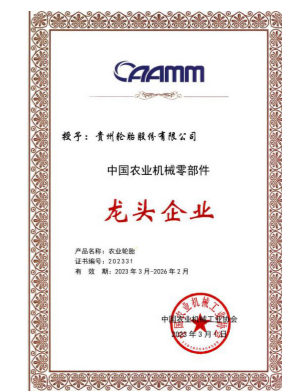 CAAMM
授予：贵州轮胎股份有限公司
中国农业机械零部件
龙头企业
产品名称：农业轮胎
证书编号：202331
有 效 期：2023年3月-2026年2月
中国农业机械工业协会
2023年3月